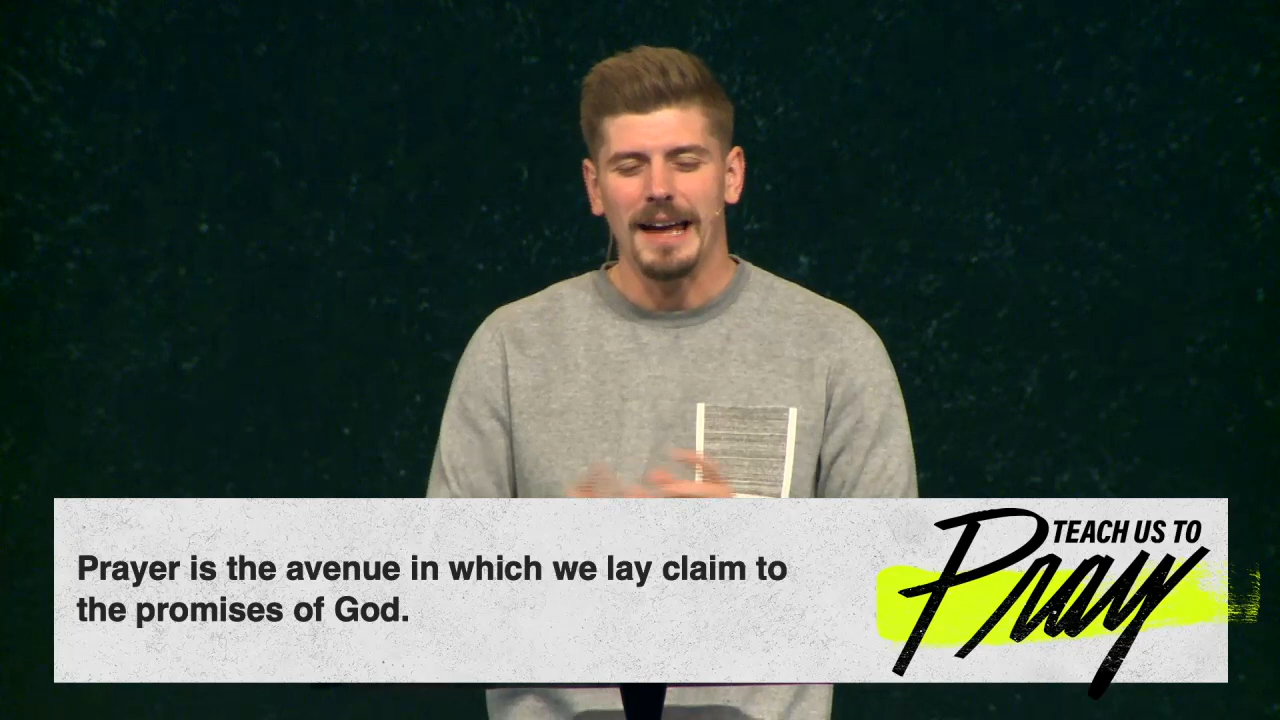 Prayer is the avenue in which we lay claim to
the promises of God.
TEACH US TO
Pray